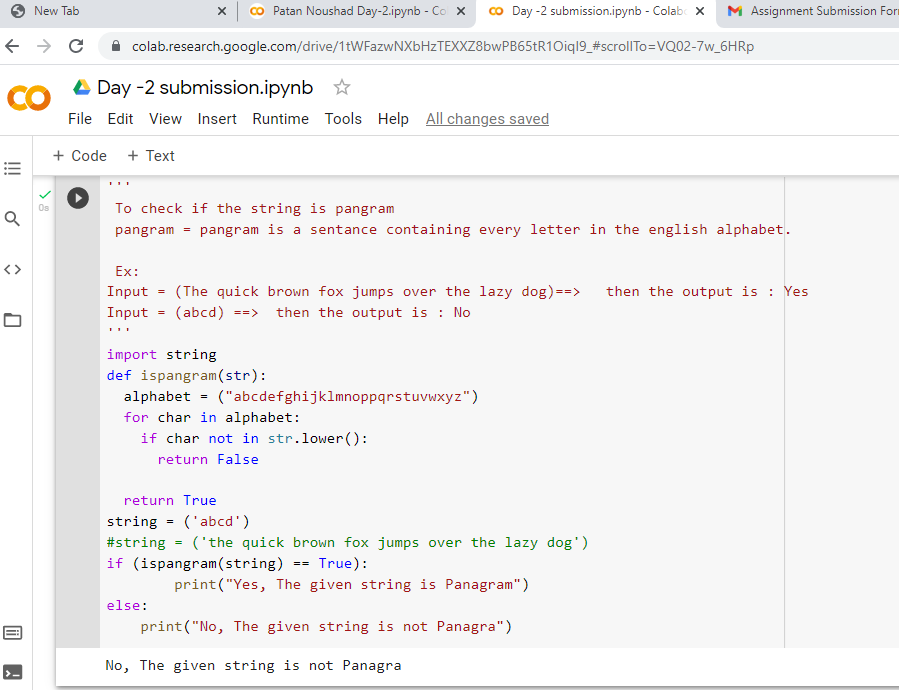 New Tab
Patan Noushad Day-2.ipynb - Co
Day -2 submission.ipynb - Colab
Assignment Submission For
colab.research.google.com/drive/1tWFazwNXbHzTEXXZ8bwPB65tR1OiqI9_#scrollTo=VQ02-7w_6HRp
Day -2 submission.ipynb
File Edit View Insert Runtime Tools Help All changes saved
+ Code + Text
0s
'''
To check if the string is pangram
pangram = pangram is a sentance containing every letter in the english alphabet.
Ex:
Input = (The quick brown fox jumps over the lazy dog)==>   then the output is : Yes
Input = (abcd) ==>  then the output is : No
'''
import string
def ispangram(str):
  alphabet = ("abcdefghijklmnoppqrstuvwxyz")
  for char in alphabet:
    if char not in str.lower():
      return False
  return True
string = ('abcd')
#string = ('the quick brown fox jumps over the lazy dog')
if (ispangram(string) == True):
        print("Yes, The given string is Panagram")
else:
    print("No, The given string is not Panagra")
No, The given string is not Panagra